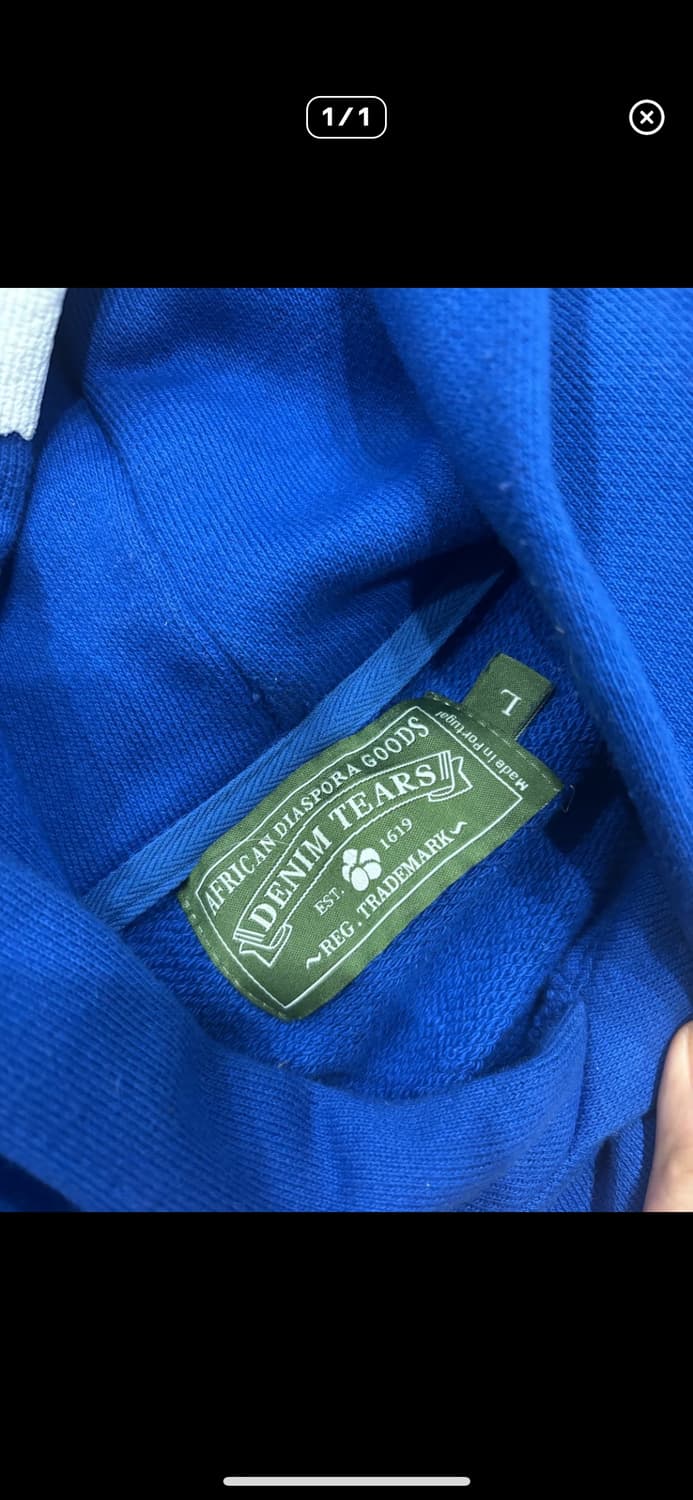 1/1
L
Made In Portugal
AFRICAN DIASPORA GOODS
DENIM TEARS
EST. 1619
~REG. TRADEMARK~